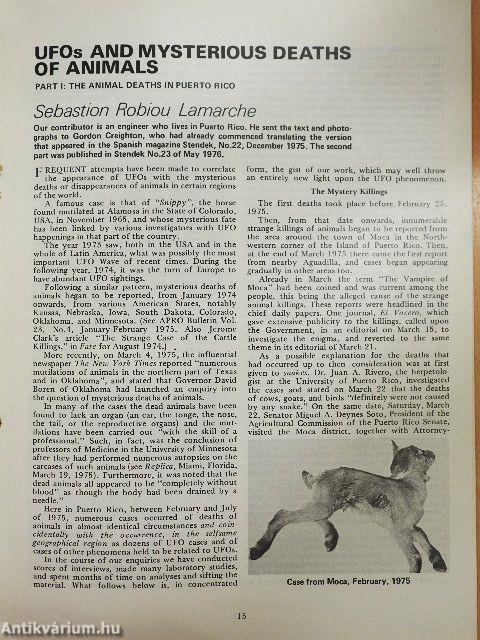 UFOs AND MYSTERIOUS DEATHS
OF ANIMALS
PART I: THE ANIMAL DEATHS IN PUERTO RICO
Sebastion Robiou Lamarche
Our contributor is an engineer who lives in Puerto Rico. He sent the text and photo-
graphs to Gordon Creighton, who had already commenced translating the version
that appeared in the Spanish magazine Stendek, No.22, December 1975. The second
part was published in Stendek No.23 of May 1976.
FREQUENT attempts have been made to correlate
the appearance of UFOs with the mysterious
deaths or disappearances of animals in certain regions
of the world.
A famous case is that of "Snippy", the horse
found mutilated at Alamosa in the State of Colorado,
USA, in November 1968, and whose mysterious fate
has been linked by various investigators with UFO
happenings in that part of the country.
The year 1973 saw, both in the USA and in the
whole of Latin America, what was possibly the most
important UFO Wave of recent times. During the
following year, 1974, it was the turn of Europe to
have abundant UFO sightings.
Following a similar pattern, mysterious deaths of
animals began to be reported, from January 1974
onwards, from various American States, notably
Kansas, Nebraska, Iowa, South Dakota, Colorado,
Oklahoma, and Minnesota. (See APRO Bulletin Vol.
23, No.4, January-February 1975. Also Jerome
Clark's article "The Strange Case of the Cattle
Killings." in Fate for August 1974.)
More recently, on March 4, 1975, the influential
newspaper The New York Times reported "numerous
mutilations of animals in the northern part of Texas
and in Oklahoma", and stated that Governor David
Boren of Oklahoma had launched an enquiry into
the question of mysterious deaths of animals.
In many of the cases the dead animals have been
found to lack an organ (an ear, the tongue, the nose,
the tail, or the reproductive organs) and the muti-
lations have been carried out "with the skill of a
professional." Such, in fact, was the conclusion of
professors of Medicine in the University of Minnesota
after they had performed numerous autopsies on the
carcases of such animals (see Replica, Miami, Florida,
March 19, 1975). Furthermore, it was noted that the
dead animals all appeared to be "completely without
blood" as though the body had been drained by a
needle."
Here in Puerto Rico, between February and July
of 1975, numerous cases occurred of deaths of
animals in almost identical circumstances and coin-
cidentally with the occurrence, in the selfsame
geographical region as dozens of UFO cases and of
cases of other phenomena held to be related to UFOs.
In the course of our enquiries we have conducted
scores of interviews, made many laboratory studies,
and spent months of time on analyses and sifting the
material. What follows below is, in concentrated
form, the gist of our work, which may well throw
an entirely new light upon the UFO phenomenon.
The Mystery Killings
The first deaths took place before February 25,
1975.
Then, from that date onwards, innumerable
strange killings of animals began to be reported from
the area around the town of Moca in the North-
western corner of the Island of Puerto Rico. Then,
at the end of March 1975 there came the first report
from nearby Aguadilla, and cases began appearing
gradually in other areas too.
Already in March the term "The Vampire of
Moca" had been coined and was current among the
people, this being the alleged cause of the strange
animal killings. These reports were headlined in the
chief daily papers. One journal, El Vocero, which
gave extensive publicity to the killings, called upon
the Government, in an editorial on March 18, to
investigate the enigma, and reverted to the same
theme in its editorial of March 21.
As a possible explanation for the deaths that
had occurred up to then consideration was at first
given to snakes. Dr. Juan A. Rivero, the herpetolo-
gist at the University of Puerto Rico, investigated
the cases and stated on March 22 that the deaths
of cows, goats, and birds "definitely were not caused
by any snake." On that same date, Saturday, March
22, Senator Miguel A. Deynes Soto, President of the
Agricultural Commission of the Puerto Rico Senate,
visited the Moca district, together with Attorney-
Case from Moca, February, 1975
15
Antikvárium.hu